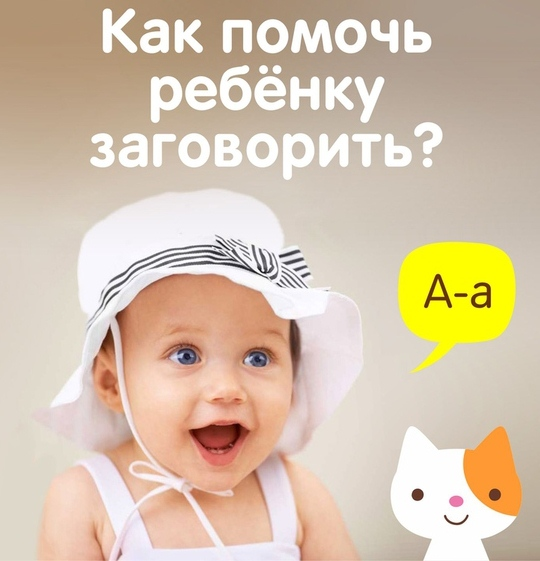 Как помочь
ребёнку
заговорить?
А-а